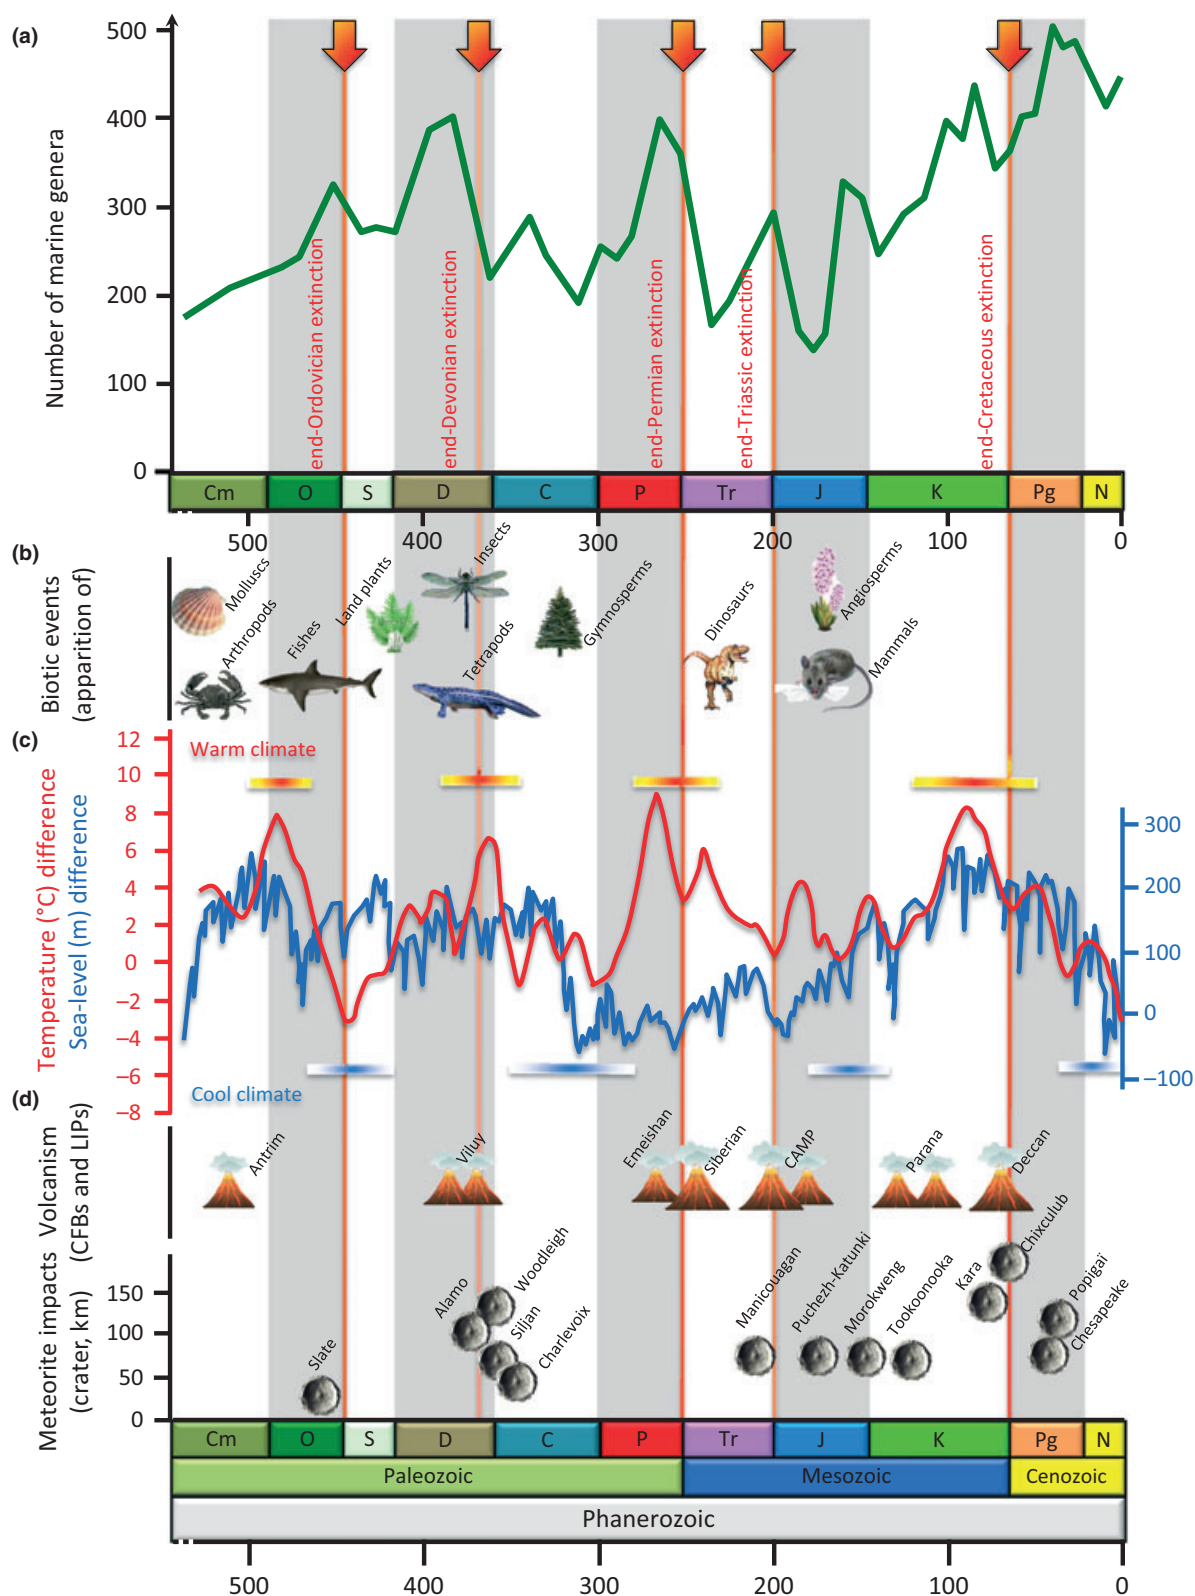 (a)
500
400
300
200
100
0
Number of marine genera
end-Ordovician extinction
end-Devonian extinction
end-Permian extinction
end-Triassic extinction
end-Cretaceous extinction
Cm O S D C P Tr J K Pg N
500 400 300 200 100 0
(b)
Biotic events
(apparition of)
Molluscs
Arthropods
Fishes
Land plants
Insects
Tetrapods
Gymnosperms
Dinosaurs
Angiosperms
Mammals
(c)
Temperature (°C) difference
Sea-level (m) difference
12
10
8
6
4
2
0
−2
−4
−6
−8
Warm climate
Cool climate
300
200
100
0
−100
(d)
Volcanism
(CFBs and LIPs)
Antrim
Viluy
Emeishan
Siberian
CAMP
Parana
Deccan
Meteorite impacts
(crater, km)
150
100
50
0
Slate
Alamo
Woodleigh
Siljan
Charlevoix
Manicouagan
Puchezh-Katunki
Morokweng
Tookoonooka
Kara
Chixculub
Popigaï
Chesapeake
Cm O S D C P Tr J K Pg N
Paleozoic Mesozoic Cenozoic
Phanerozoic
500 400 300 200 100 0